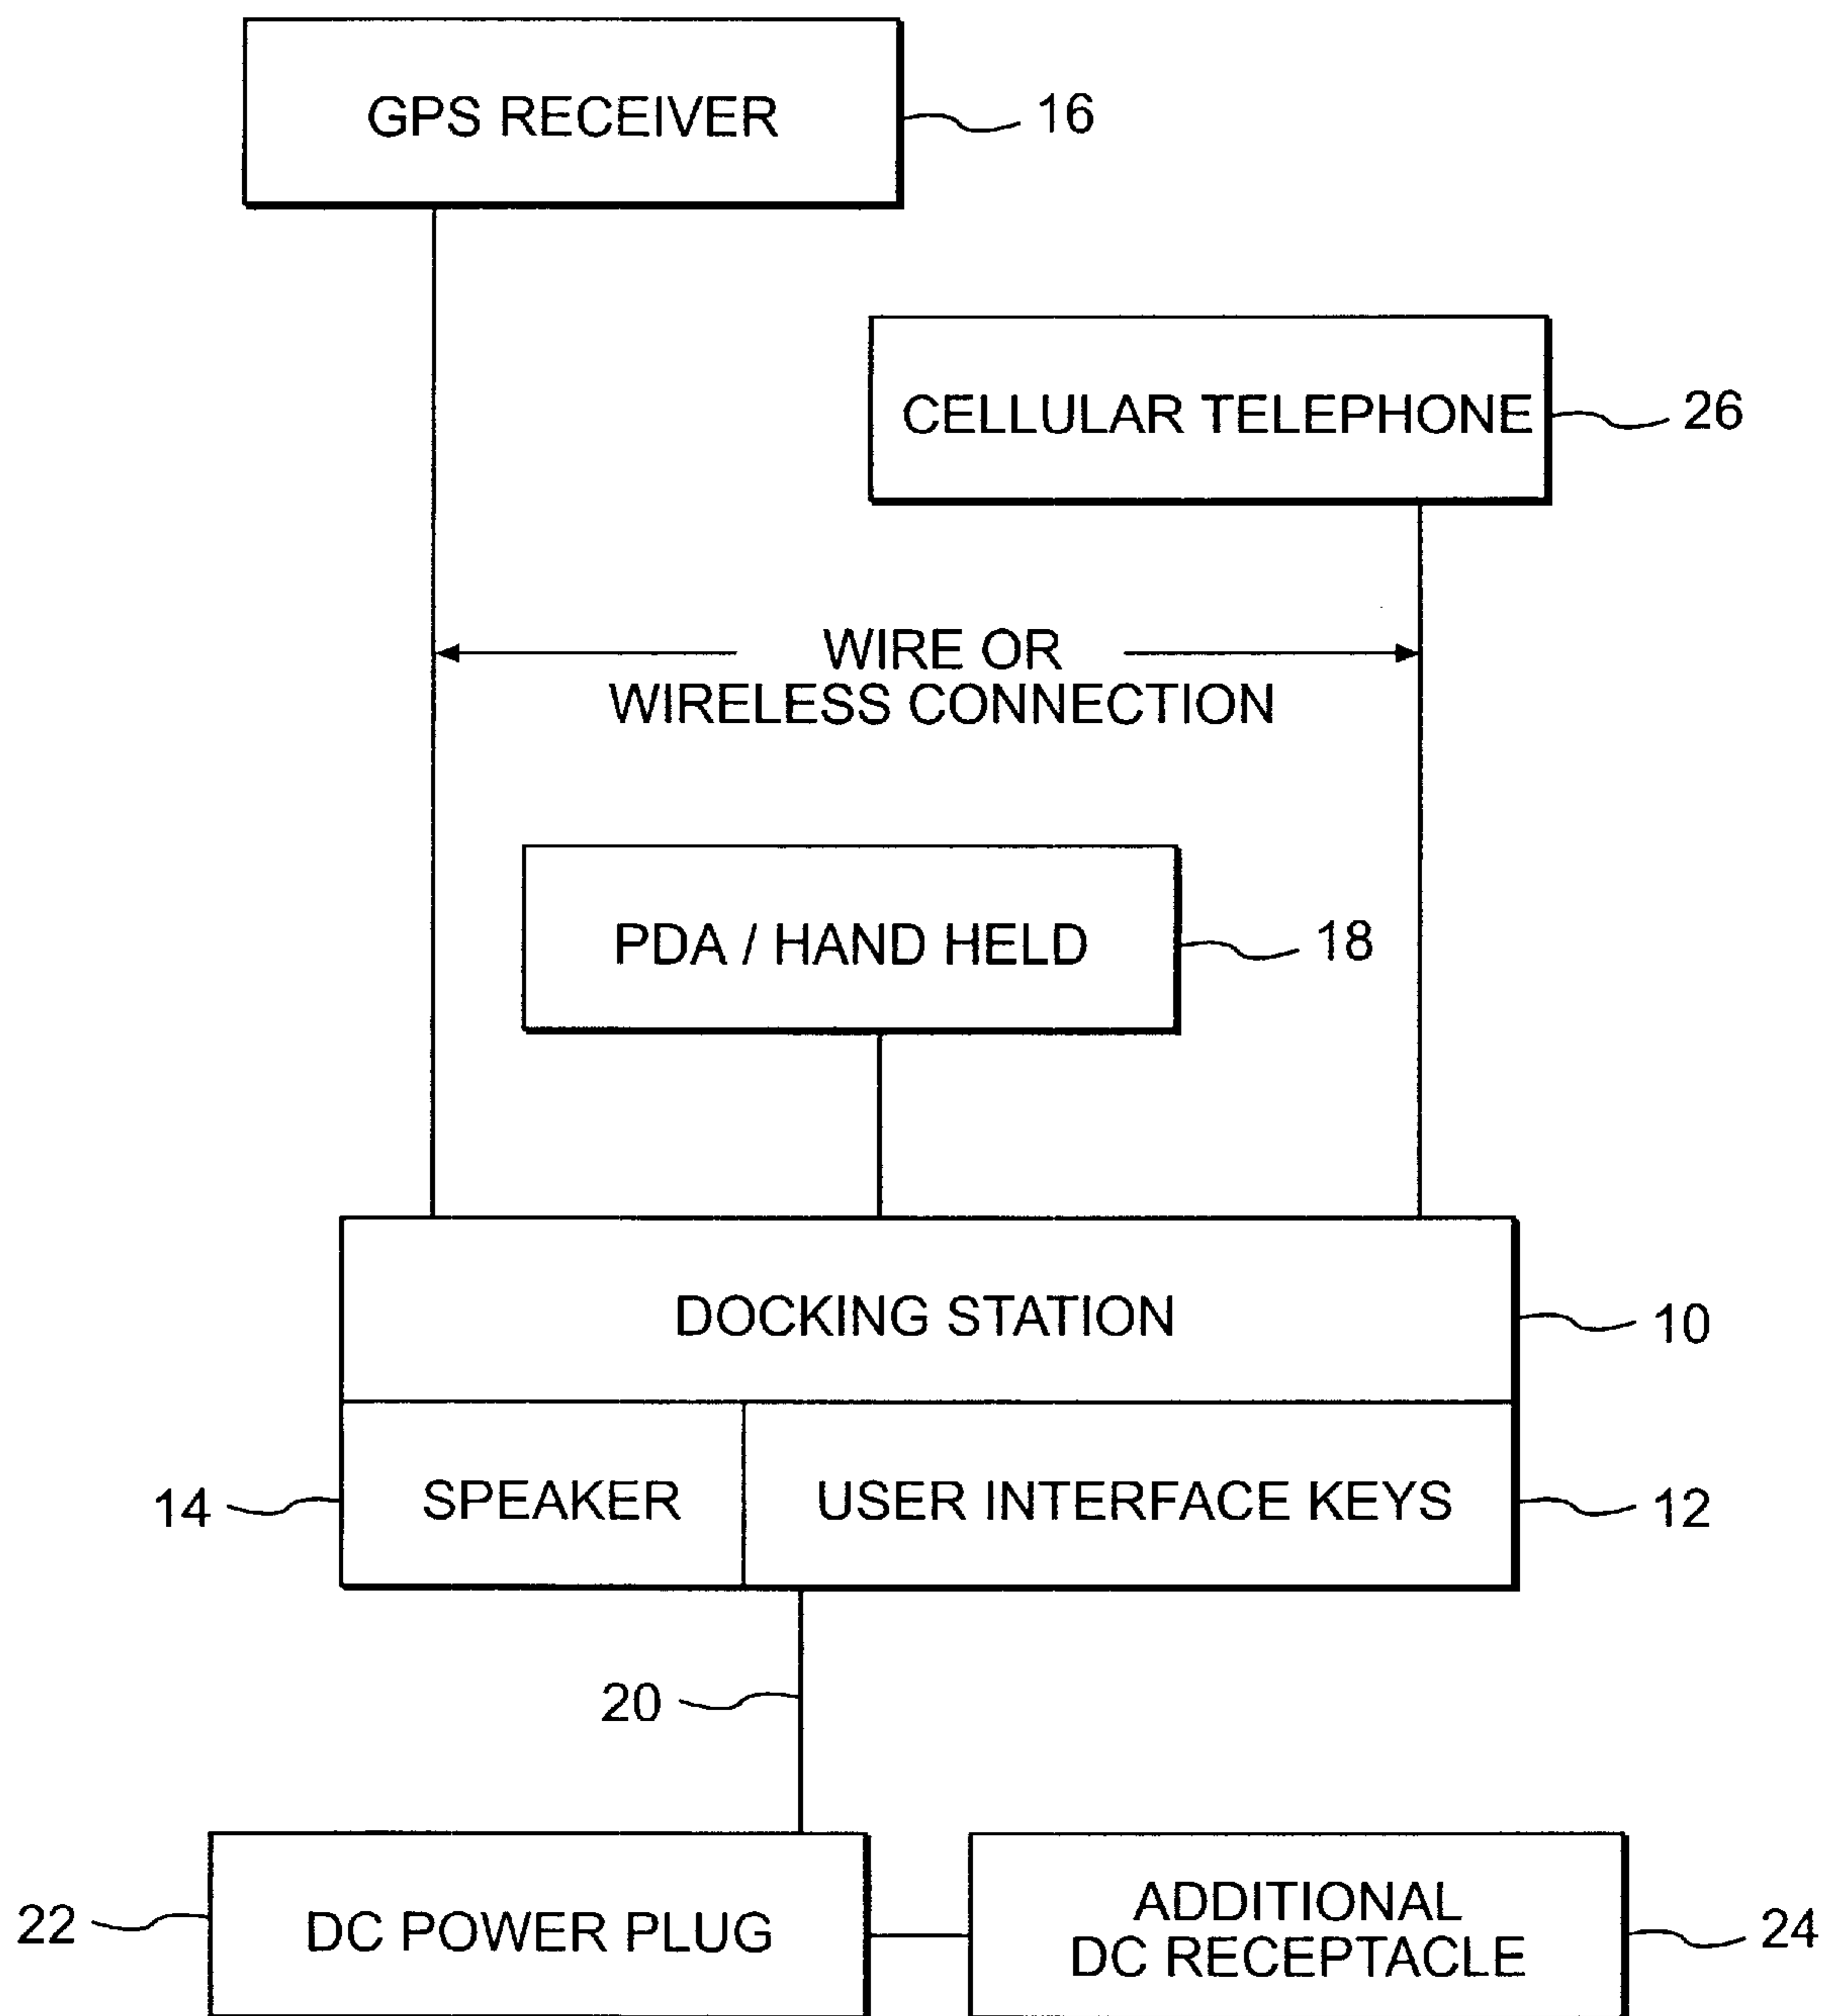 GPS RECEIVER
16
CELLULAR TELEPHONE
26
WIRE OR
WIRELESS CONNECTION
PDA / HAND HELD
18
DOCKING STATION
10
14
SPEAKER
USER INTERFACE KEYS
12
20
22
DC POWER PLUG
ADDITIONAL
DC RECEPTACLE
24